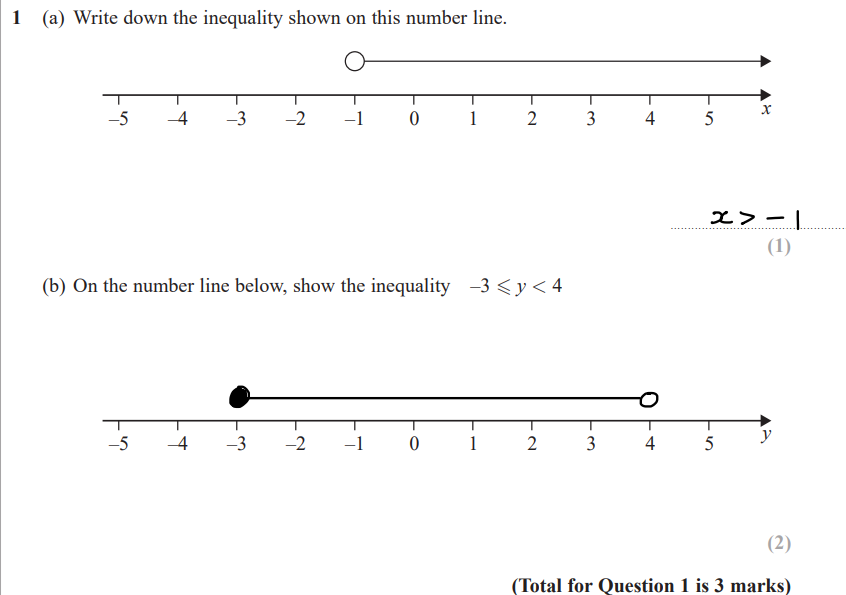 1 (a) Write down the inequality shown on this number line.
–5 –4 –3 –2 –1 0 1 2 3 4 5 x
x > –1
(1)
(b) On the number line below, show the inequality –3 ⩽ y < 4
–5 –4 –3 –2 –1 0 1 2 3 4 5 y
(2)
(Total for Question 1 is 3 marks)